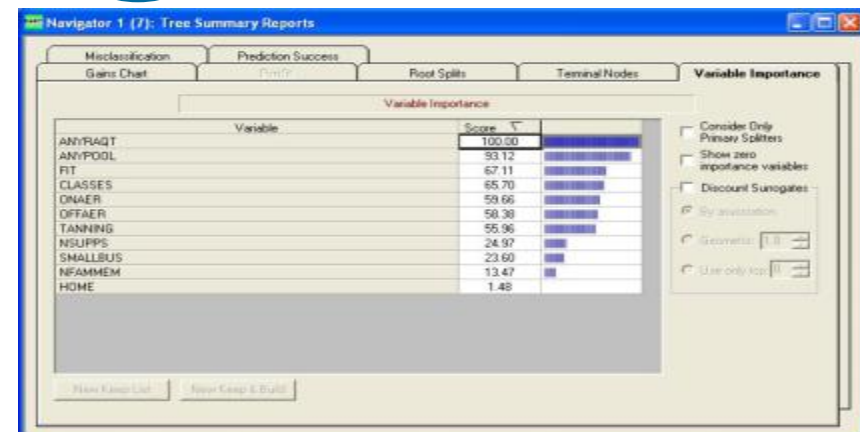 Navigator 1 (7): Tree Summary Reports
Misclassification Prediction Success
Gains Chart Profit Root Splits Terminal Nodes Variable Importance
Variable Importance
Variable Score
ANYRAQT 100.00
ANYPOOL 93.12
FIT 67.11
CLASSES 65.70
ONAER 59.66
OFFAER 58.38
TANNING 55.96
NSUPPS 24.97
SMALLBUS 23.60
NFAMMEM 13.47
HOME 1.48
Consider Only
Primary Splitters
Show zero
importance variables
Discount Surrogates
By association
Geometric 1.0
Use only top
New Keep List New Keep & Build